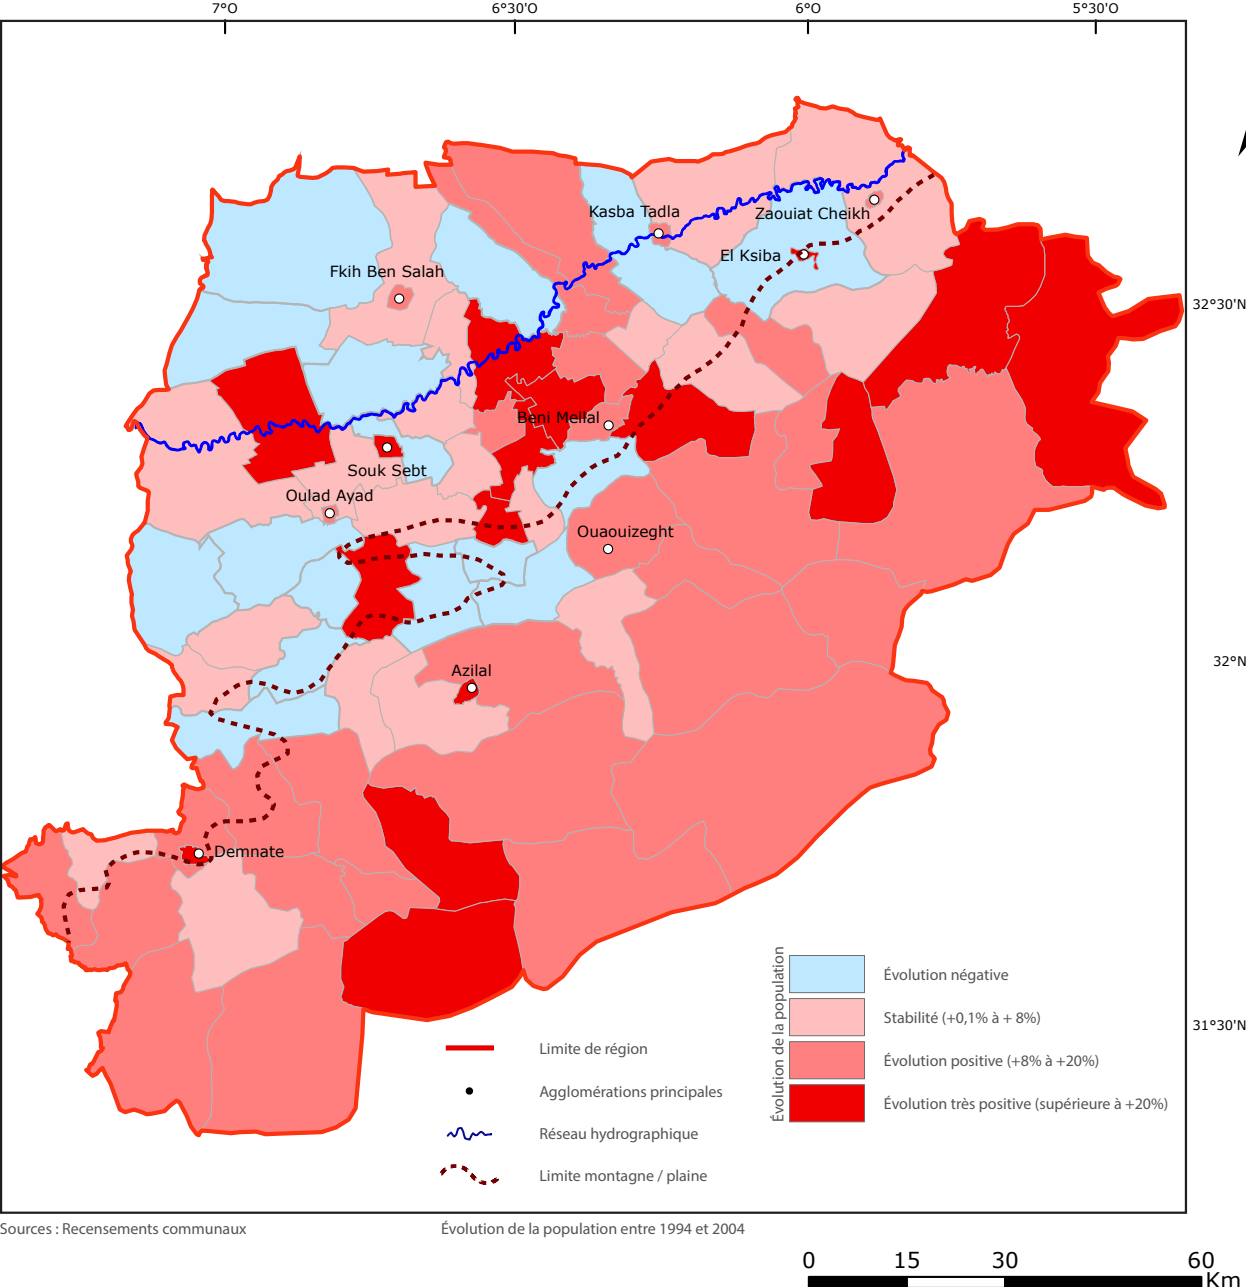 7°O 6°30'O 6°O 5°30'O
Kasba Tadla
Zaouiat Cheikh
El Ksiba
Fkih Ben Salah
32°30'N
Beni Mellal
Souk Sebt
Oulad Ayad
Ouaouizeght
32°N
Azilal
Demnate
Évolution de la population
Évolution négative
Stabilité (+0,1% à + 8%)
Évolution positive (+8% à +20%)
Évolution très positive (supérieure à +20%)
31°30'N
Limite de région
Agglomérations principales
Réseau hydrographique
Limite montagne / plaine
Sources : Recensements communaux
Évolution de la population entre 1994 et 2004
0 15 30 60
Km